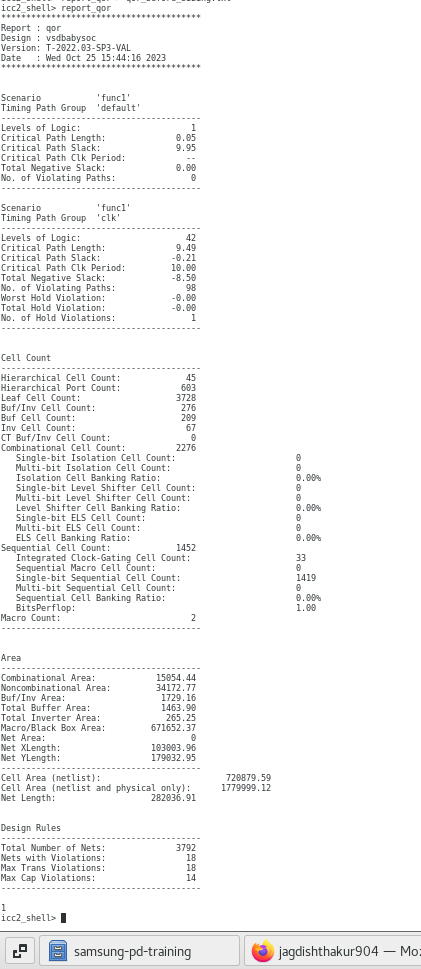 icc2_shell> report_qor
****************************************
Report : qor
Design : vsdbabysoc
Version: T-2022.03-SP3-VAL
Date   : Wed Oct 25 15:44:16 2023
****************************************
Scenario           'func1'
Timing Path Group  'default'
----------------------------------------
Levels of Logic:                     1
Critical Path Length:             0.05
Critical Path Slack:              9.95
Critical Path Clk Period:           --
Total Negative Slack:             0.00
No. of Violating Paths:              0
----------------------------------------
Scenario           'func1'
Timing Path Group  'clk'
----------------------------------------
Levels of Logic:                    42
Critical Path Length:             9.49
Critical Path Slack:             -0.21
Critical Path Clk Period:        10.00
Total Negative Slack:            -8.50
No. of Violating Paths:             98
Worst Hold Violation:            -0.00
Total Hold Violation:            -0.00
No. of Hold Violations:              1
----------------------------------------
Cell Count
----------------------------------------
Hierarchical Cell Count:            45
Hierarchical Port Count:           603
Leaf Cell Count:                  3728
Buf/Inv Cell Count:                276
Buf Cell Count:                    209
Inv Cell Count:                     67
CT Buf/Inv Cell Count:               0
Combinational Cell Count:         2276
   Single-bit Isolation Cell Count:                        0
   Multi-bit Isolation Cell Count:                         0
   Isolation Cell Banking Ratio:                           0.00%
   Single-bit Level Shifter Cell Count:                    0
   Multi-bit Level Shifter Cell Count:                     0
   Level Shifter Cell Banking Ratio:                       0.00%
   Single-bit ELS Cell Count:                              0
   Multi-bit ELS Cell Count:                               0
   ELS Cell Banking Ratio:                                 0.00%
Sequential Cell Count:            1452
   Integrated Clock-Gating Cell Count:                     33
   Sequential Macro Cell Count:                            0
   Single-bit Sequential Cell Count:                       1419
   Multi-bit Sequential Cell Count:                        0
   Sequential Cell Banking Ratio:                          0.00%
   BitsPerflop:                                            1.00
Macro Count:                         2
----------------------------------------
Area
----------------------------------------
Combinational Area:           15054.44
Noncombinational Area:        34172.77
Buf/Inv Area:                  1729.16
Total Buffer Area:             1463.90
Total Inverter Area:            265.25
Macro/Black Box Area:        671652.37
Net Area:                            0
Net XLength:                 103003.96
Net YLength:                 179032.95
----------------------------------------
Cell Area (netlist):                         720879.59
Cell Area (netlist and physical only):      1779999.12
Net Length:                  282036.91
Design Rules
----------------------------------------
Total Number of Nets:             3792
Nets with Violations:               18
Max Trans Violations:               18
Max Cap Violations:                 14
----------------------------------------
1
icc2_shell>
samsung-pd-training
jagdishthakur904 — Moz